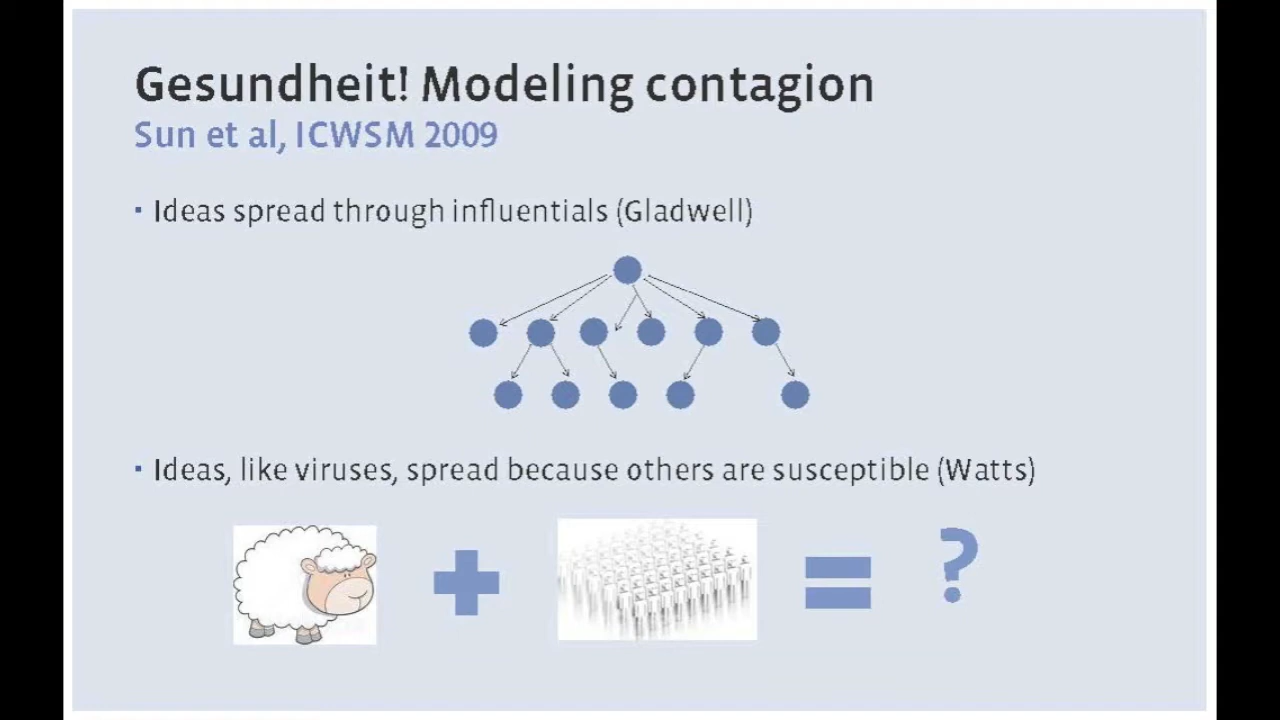 Gesundheit! Modeling contagion
Sun et al, ICWSM 2009
▪ Ideas spread through influentials (Gladwell)
▪ Ideas, like viruses, spread because others are susceptible (Watts)
+ = ?